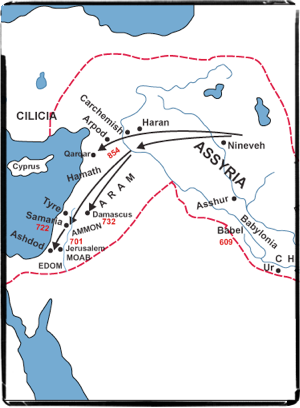 CILICIA
Carchemish
Haran
Arpod
Nineveh
854
Qarqar
ASSYRIA
Cyprus
Hamath
ARAM
Asshur
Tyre
Damascus
732
Samaria
722
AMMON
Babylonia
Babel
609
701
Ashdod
Jerusalem
MOAB
EDOM
C H
Ur